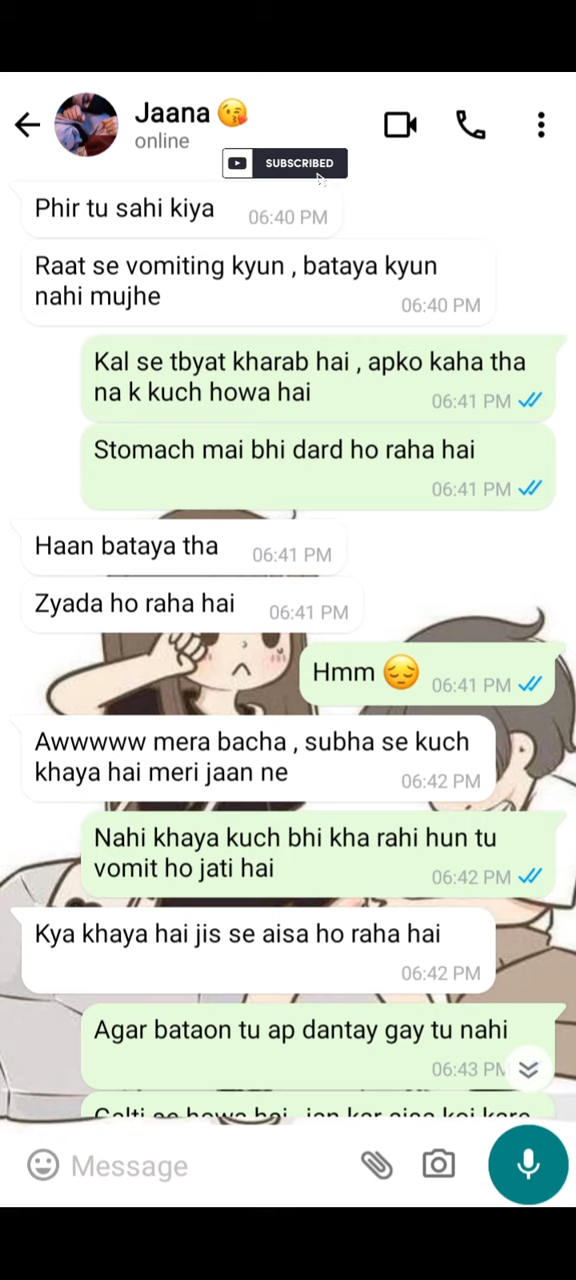 Jaana
online
SUBSCRIBED
Phir tu sahi kiya
06:40 PM
Raat se vomiting kyun , bataya kyun
nahi mujhe
06:40 PM
Kal se tbyat kharab hai , apko kaha tha
na k kuch howa hai
06:41 PM
Stomach mai bhi dard ho raha hai
06:41 PM
Haan bataya tha
06:41 PM
Zyada ho raha hai
06:41 PM
Hmm 😔
06:41 PM
Awwwww mera bacha , subha se kuch
khaya hai meri jaan ne
06:42 PM
Nahi khaya kuch bhi kha rahi hun tu
vomit ho jati hai
06:42 PM
Kya khaya hai jis se aisa ho raha hai
06:42 PM
Agar bataon tu ap dantay gay tu nahi
06:43 PM
Message